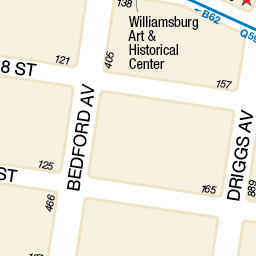 138
Williamsburg
Art &
Historical
Center
← B62
8 ST
121
405
157
BEDFORD AV
DRIGGS AV
125
ST
466
165
889